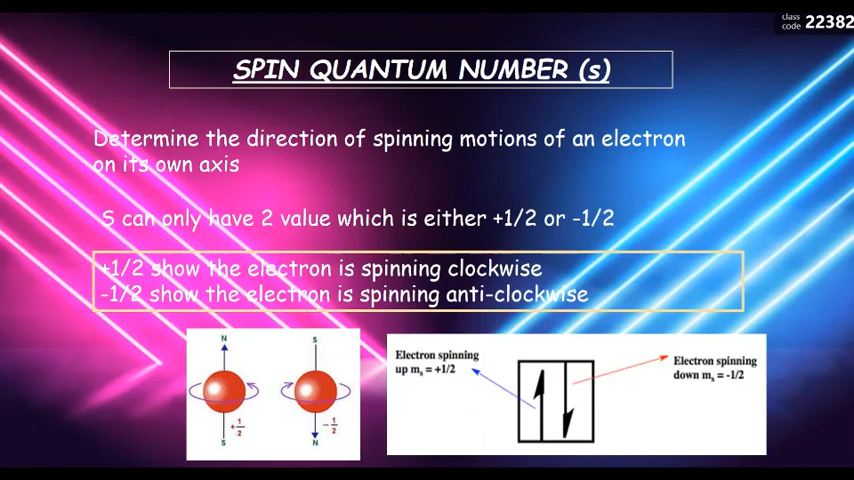 class
code 22382
SPIN QUANTUM NUMBER (s)
Determine the direction of spinning motions of an electron
on its own axis
S can only have 2 value which is either +1/2 or -1/2
+1/2 show the electron is spinning clockwise
-1/2 show the electron is spinning anti-clockwise
N
S
+1/2
S
-1/2
N
Electron spinning
up ms = +1/2
Electron spinning
down ms = -1/2